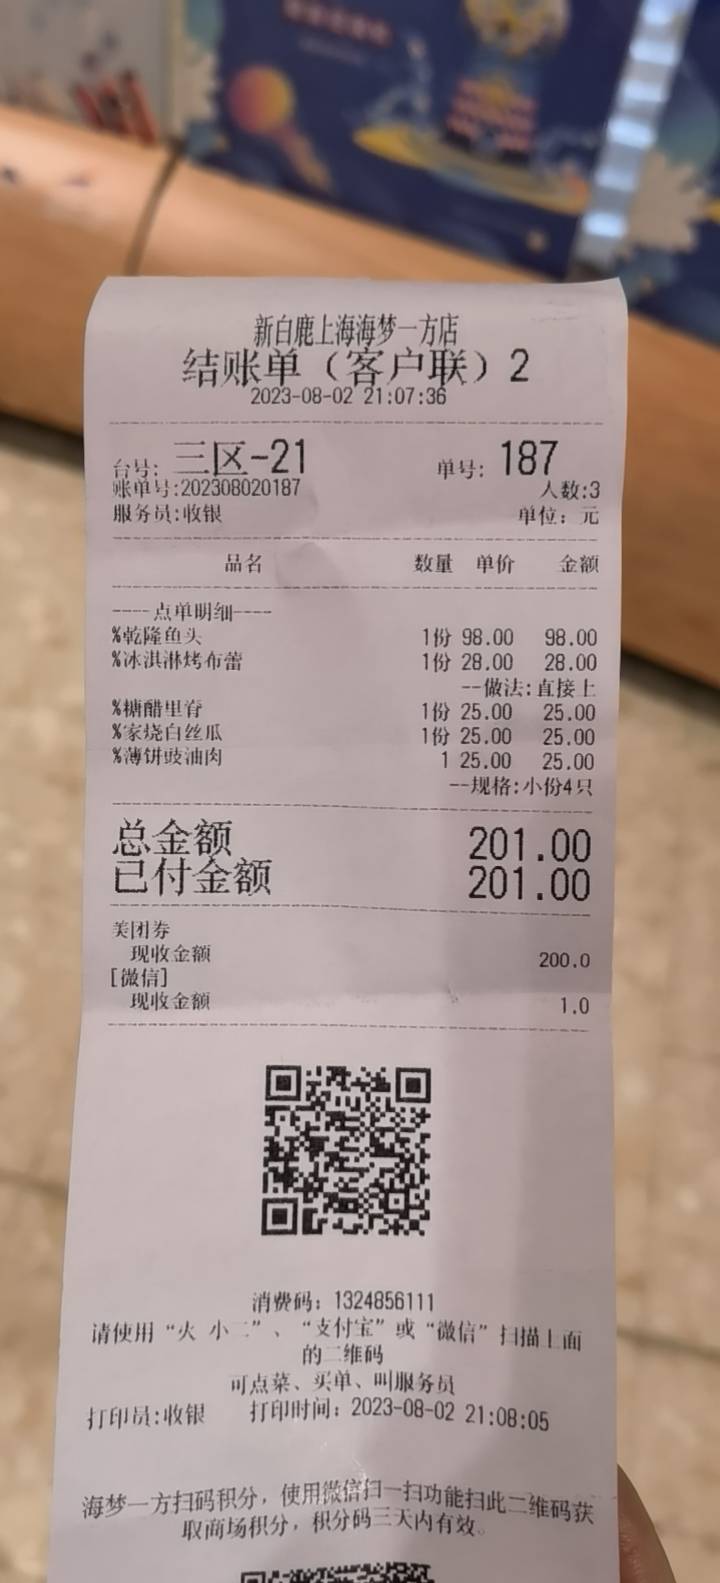 新白鹿上海海梦一方店
结账单（客户联）2
2023-08-02 21:07:36
台号: 三区-21 单号: 187
账单号:202308020187 人数:3
服务员:收银 单位: 元
品名 数量 单价 金额
----点单明细----
%乾隆鱼头 1份 98.00 98.00
%冰淇淋烤布蕾 1份 28.00 28.00
--做法:直接上
%糖醋里脊 1份 25.00 25.00
%家烧白丝瓜 1份 25.00 25.00
%薄饼豉油肉 1 25.00 25.00
--规格:小份4只
总金额 201.00
已付金额 201.00
美团券
现收金额 200.0
[微信]
现收金额 1.0
消费码: 1324856111
请使用“火 小二”、“支付宝”或“微信”扫描上面
的二维码
可点菜、买单、叫服务员
打印员:收银 打印时间: 2023-08-02 21:08:05
海梦一方扫码积分，使用微信扫一扫功能扫此二维码获
取商场积分，积分码三天内有效。